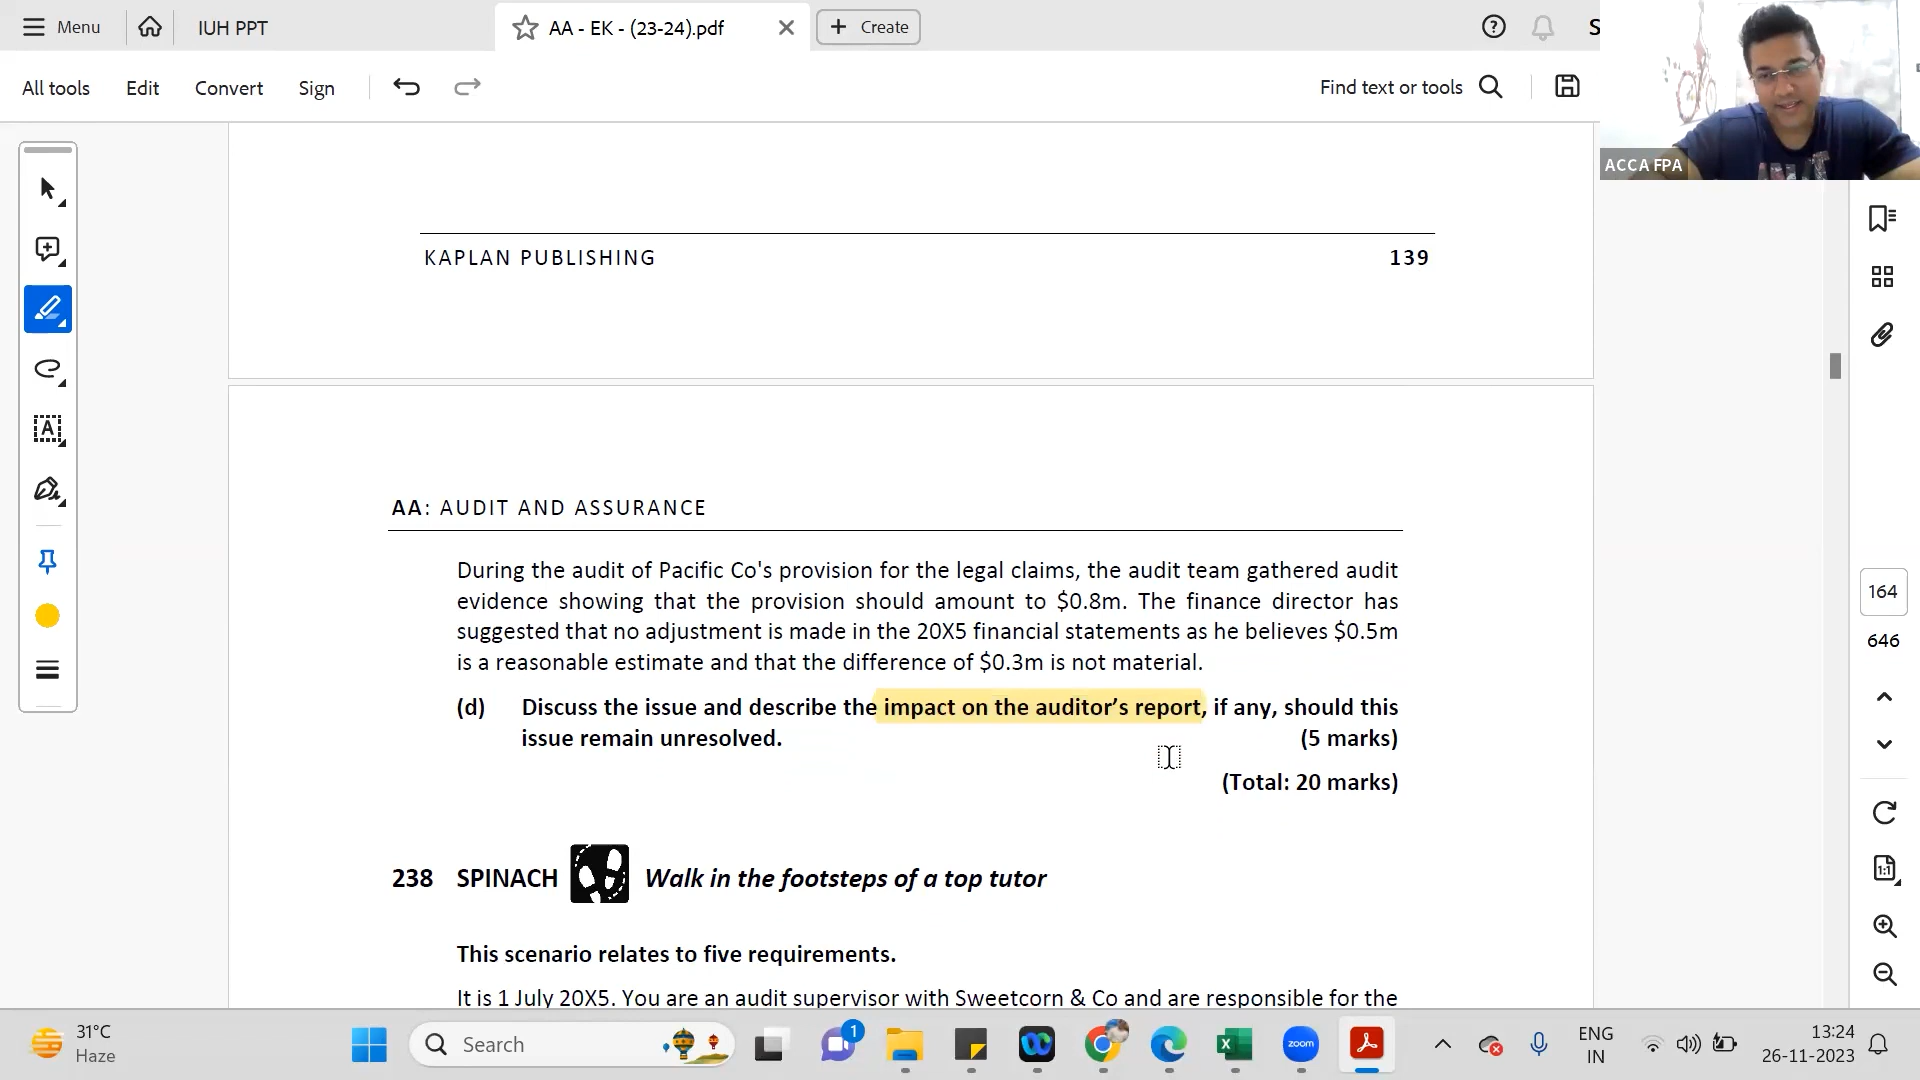 Menu
IUH PPT
AA - EK - (23-24).pdf
Create
S
All tools
Edit
Convert
Sign
Find text or tools
ACCA FPA
KAPLAN PUBLISHING 139
AA: AUDIT AND ASSURANCE
During the audit of Pacific Co's provision for the legal claims, the audit team gathered audit
evidence showing that the provision should amount to $0.8m. The finance director has
suggested that no adjustment is made in the 20X5 financial statements as he believes $0.5m
is a reasonable estimate and that the difference of $0.3m is not material.
(d) Discuss the issue and describe the impact on the auditor’s report, if any, should this
issue remain unresolved. (5 marks)
(Total: 20 marks)
238 SPINACH Walk in the footsteps of a top tutor
This scenario relates to five requirements.
It is 1 July 20X5. You are an audit supervisor with Sweetcorn & Co and are responsible for the
164
646
1:1
31°C
Haze
Search
1
zoom
ENG
IN
13:24
26-11-2023